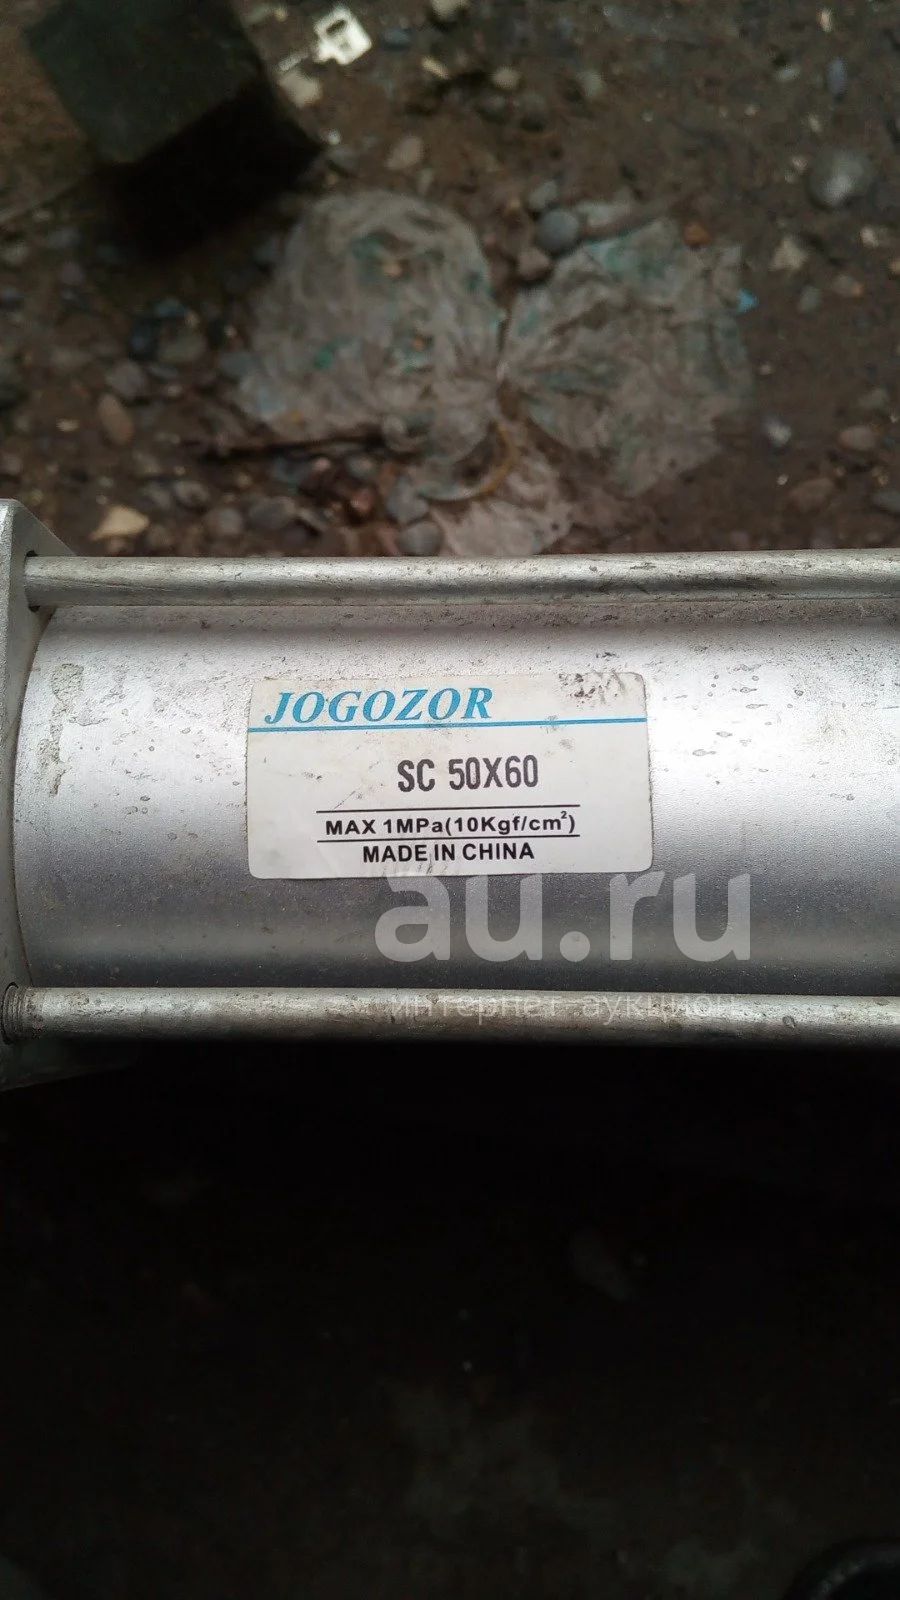 JOGOZOR
SC 50X60
MAX 1MPa(10Kgf/cm²)
MADE IN CHINA
au.ru
интернет аукцион